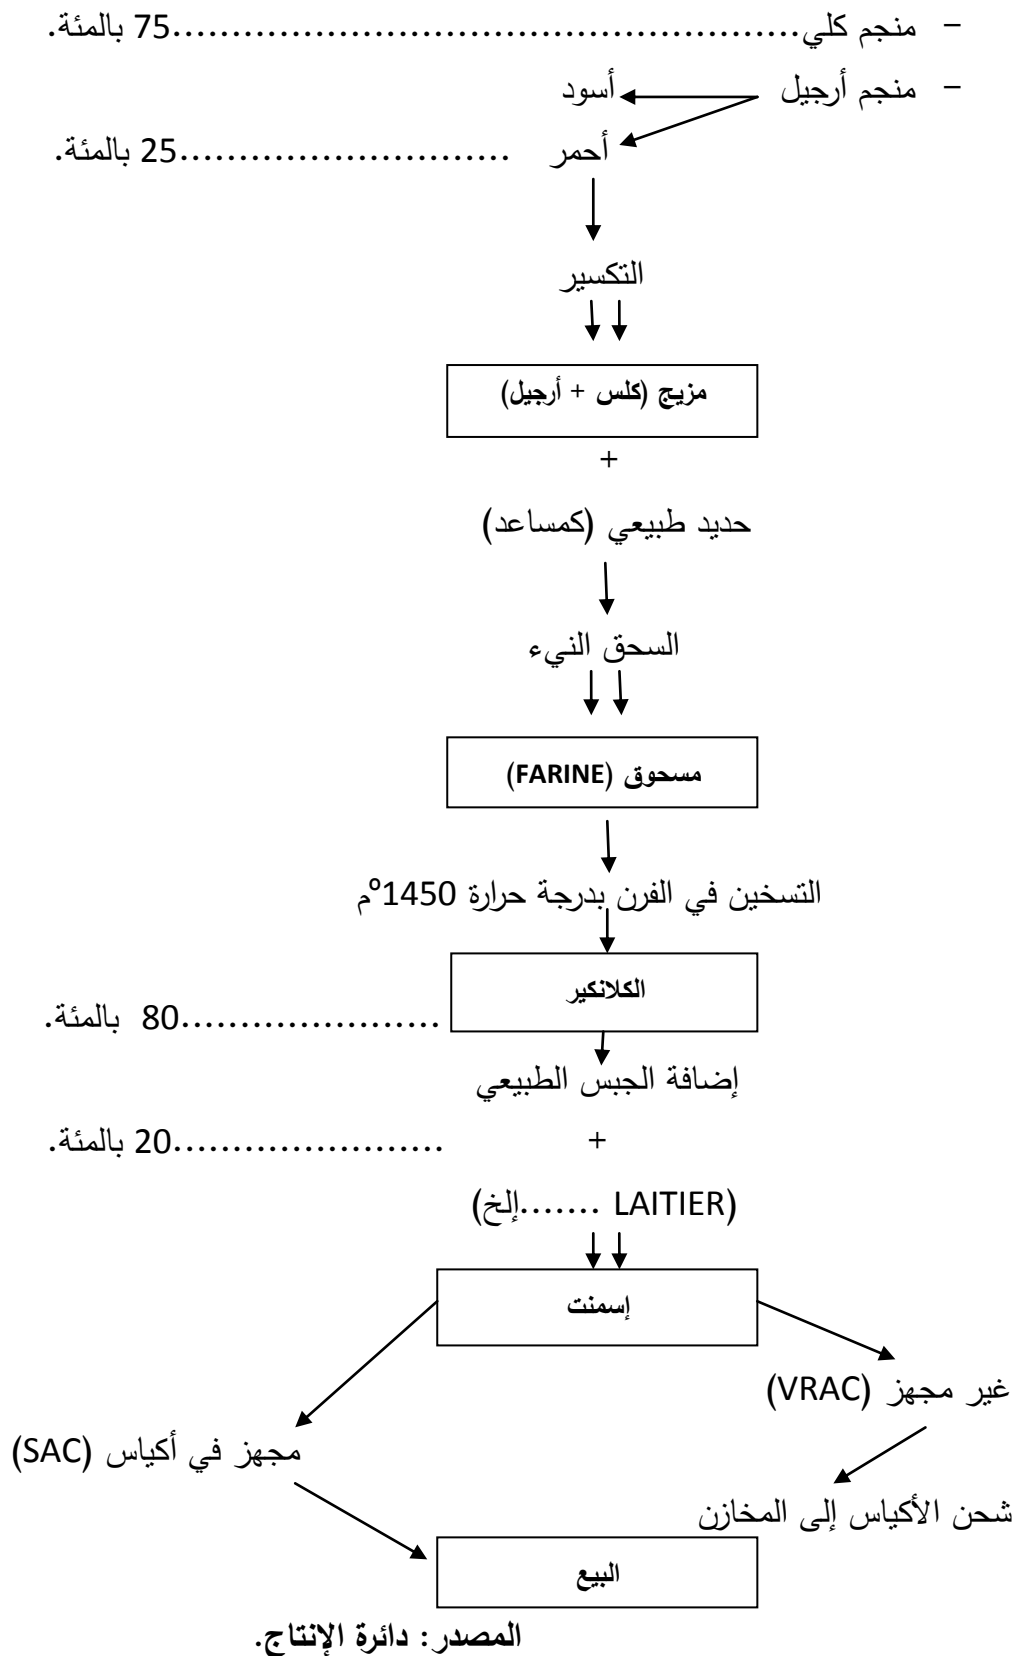 - منجم كلي......................................................75 بالمئة.
- منجم أرجيل أسود
أحمر ............................25 بالمئة.
التكسير
مزيج (كلس + أرجيل)
+
حديد طبيعي (كمساعد)
السحق النيء
مسحوق (FARINE)
التسخين في الفرن بدرجة حرارة 1450°م
الكلانكير
......................80 بالمئة.
إضافة الجبس الطبيعي
+ .......................20 بالمئة.
(LAITIER .......إلخ)
إسمنت
غير مجهز (VRAC)
مجهز في أكياس (SAC)
شحن الأكياس إلى المخازن
البيع
المصدر: دائرة الإنتاج.